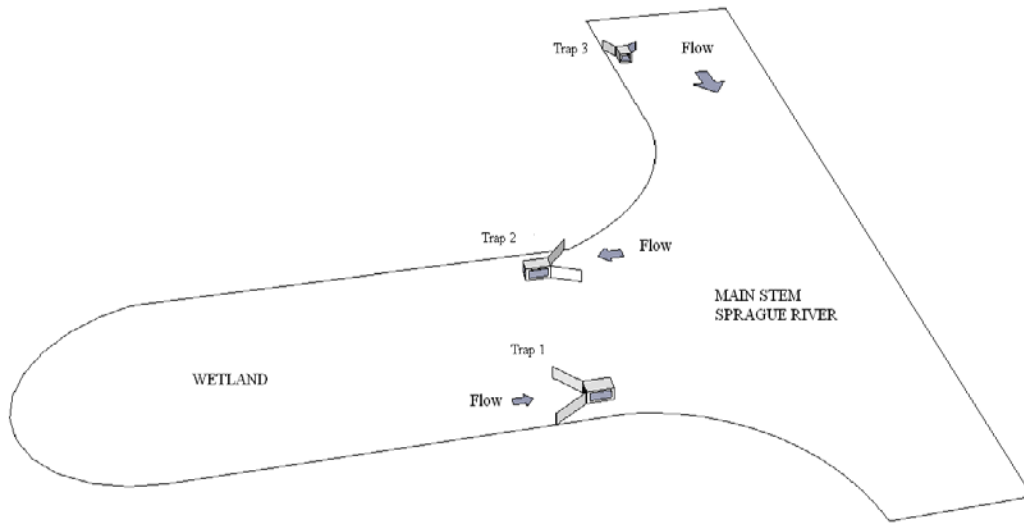 Trap 3
Flow
Trap 2
Flow
MAIN STEM
SPRAGUE RIVER
Trap 1
WETLAND
Flow